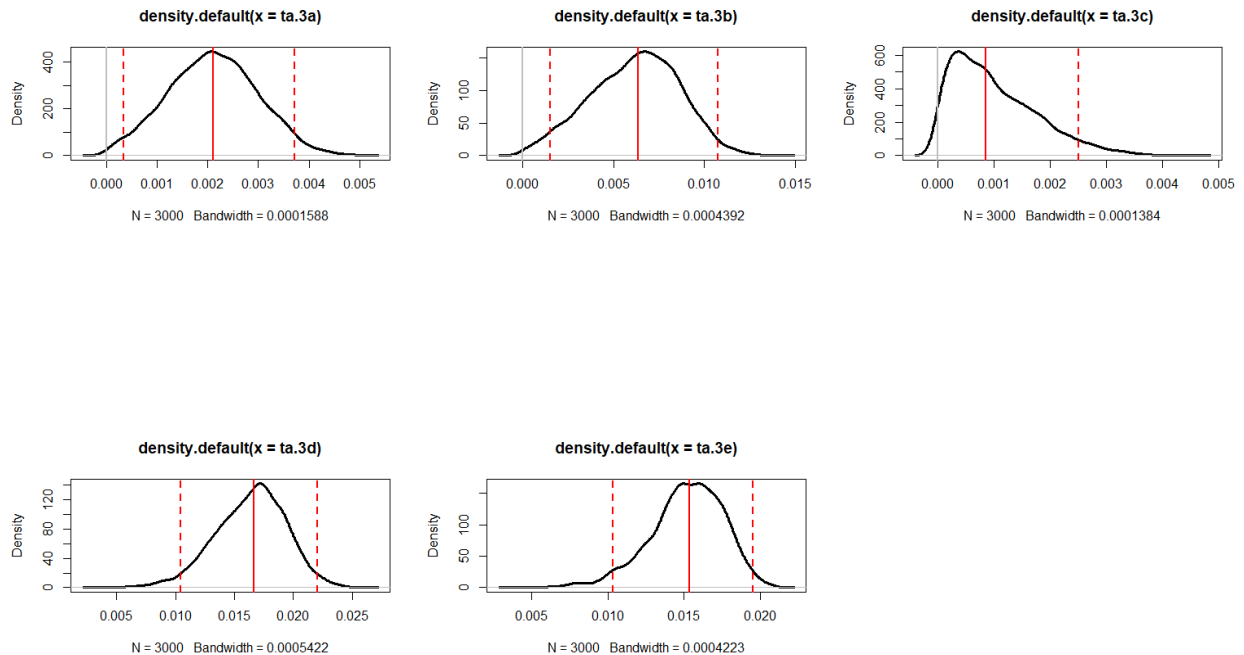 density.default(x = ta.3a)
Density
0 200 400
0.000 0.001 0.002 0.003 0.004 0.005
N = 3000 Bandwidth = 0.0001588
density.default(x = ta.3b)
Density
0 50 100
0.000 0.005 0.010 0.015
N = 3000 Bandwidth = 0.0004392
density.default(x = ta.3c)
Density
0 200 400 600
0.000 0.001 0.002 0.003 0.004 0.005
N = 3000 Bandwidth = 0.0001384
density.default(x = ta.3d)
Density
0 40 80 120
0.005 0.010 0.015 0.020 0.025
N = 3000 Bandwidth = 0.0005422
density.default(x = ta.3e)
Density
0 50 100
0.005 0.010 0.015 0.020
N = 3000 Bandwidth = 0.0004223